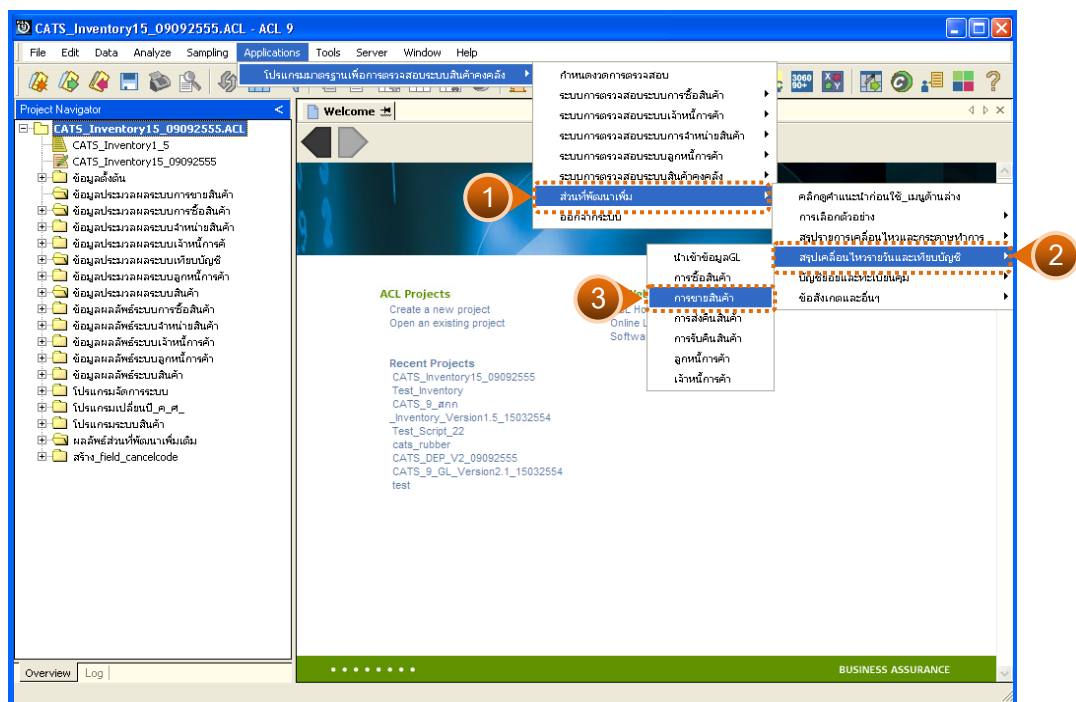 CATS_Inventory15_09092555.ACL - ACL 9
File Edit Data Analyze Sampling Applications Tools Server Window Help
โปรแกรมมาตรฐานเพื่อการตรวจสอบระบบสินค้าคงคลัง
กำหนดงวดการตรวจสอบ
ระบบการตรวจสอบระบบการซื้อสินค้า
ระบบการตรวจสอบระบบเจ้าหนี้การค้า
ระบบการตรวจสอบระบบการจำหน่ายสินค้า
ระบบการตรวจสอบระบบลูกหนี้การค้า
ระบบการตรวจสอบระบบสินค้าคงคลัง
1
ส่วนที่พัฒนาเพิ่ม
ออกจากระบบ
คลิกดูคำแนะนำก่อนใช้_เมนูด้านล่าง
การเลือกตัวอย่าง
สรุปรายการเคลื่อนไหวและกระดาษทำการ
สรุปเคลื่อนไหวรายวันและเทียบบัญชี
2
บัญชีย่อยและทะเบียนคุม
ข้อสังเกตและอื่นๆ
นำเข้าข้อมูลGL
การซื้อสินค้า
3
การขายสินค้า
การส่งคืนสินค้า
การรับคืนสินค้า
ลูกหนี้การค้า
เจ้าหนี้การค้า
Project Navigator <
CATS_Inventory15_09092555.ACL
CATS_Inventory1_5
CATS_Inventory15_09092555
ข้อมูลตั้งต้น
ข้อมูลประมวลผลระบบการขายสินค้า
ข้อมูลประมวลผลระบบการซื้อสินค้า
ข้อมูลประมวลผลระบบจำหน่ายสินค้า
ข้อมูลประมวลผลระบบเจ้าหนี้การค้
ข้อมูลประมวลผลระบบเทียบบัญชี
ข้อมูลประมวลผลระบบลูกหนี้การค้า
ข้อมูลประมวลผลระบบสินค้า
ข้อมูลผลลัพธ์ระบบการซื้อสินค้า
ข้อมูลผลลัพธ์ระบบจำหน่ายสินค้า
ข้อมูลผลลัพธ์ระบบเจ้าหนี้การค้า
ข้อมูลผลลัพธ์ระบบลูกหนี้การค้า
ข้อมูลผลลัพธ์ระบบสินค้า
โปรแกรมจัดการระบบ
โปรแกรมเปลี่ยนปี_ค_ศ_
โปรแกรมระบบสินค้า
ผลลัพธ์ส่วนที่พัฒนาเพิ่มเติม
สร้าง_field_cancelcode
Welcome
ACL Projects
Create a new project
Open an existing project
Recent Projects
CATS_Inventory15_09092555
Test_Inventory
CATS_9_สกก
_Inventory_Version1.5_15032554
Test_Script_22
cats_rubber
CATS_DEP_V2_09092555
CATS_9_GL_Version2.1_15032554
test
Online
Softwa
Overview Log
BUSINESS ASSURANCE